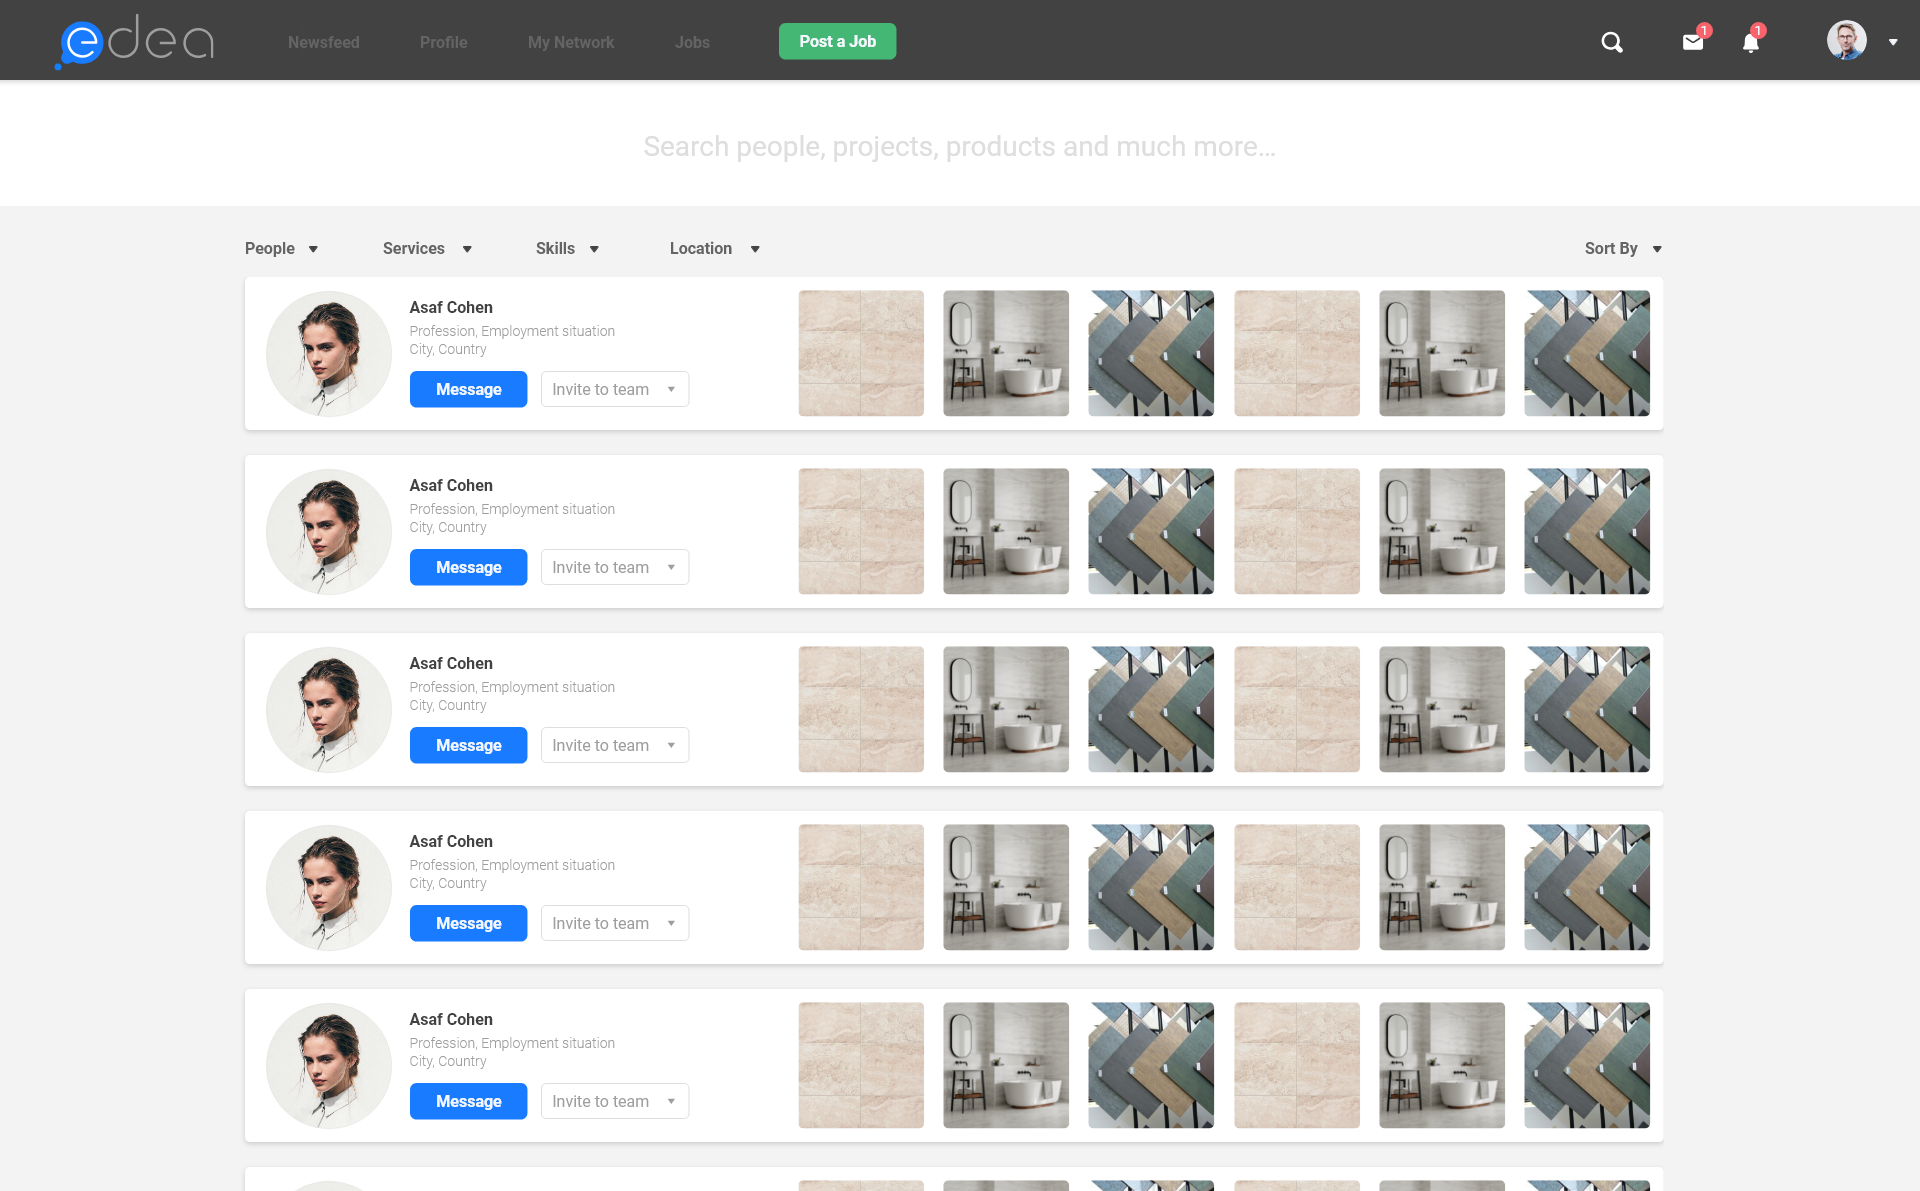 edea
Newsfeed
Profile
My Network
Jobs
Post a Job
1
1
Search people, projects, products and much more...
People
Services
Skills
Location
Sort By
Asaf Cohen
Profession, Employment situation
City, Country
Message
Invite to team
Asaf Cohen
Profession, Employment situation
City, Country
Message
Invite to team
Asaf Cohen
Profession, Employment situation
City, Country
Message
Invite to team
Asaf Cohen
Profession, Employment situation
City, Country
Message
Invite to team
Asaf Cohen
Profession, Employment situation
City, Country
Message
Invite to team